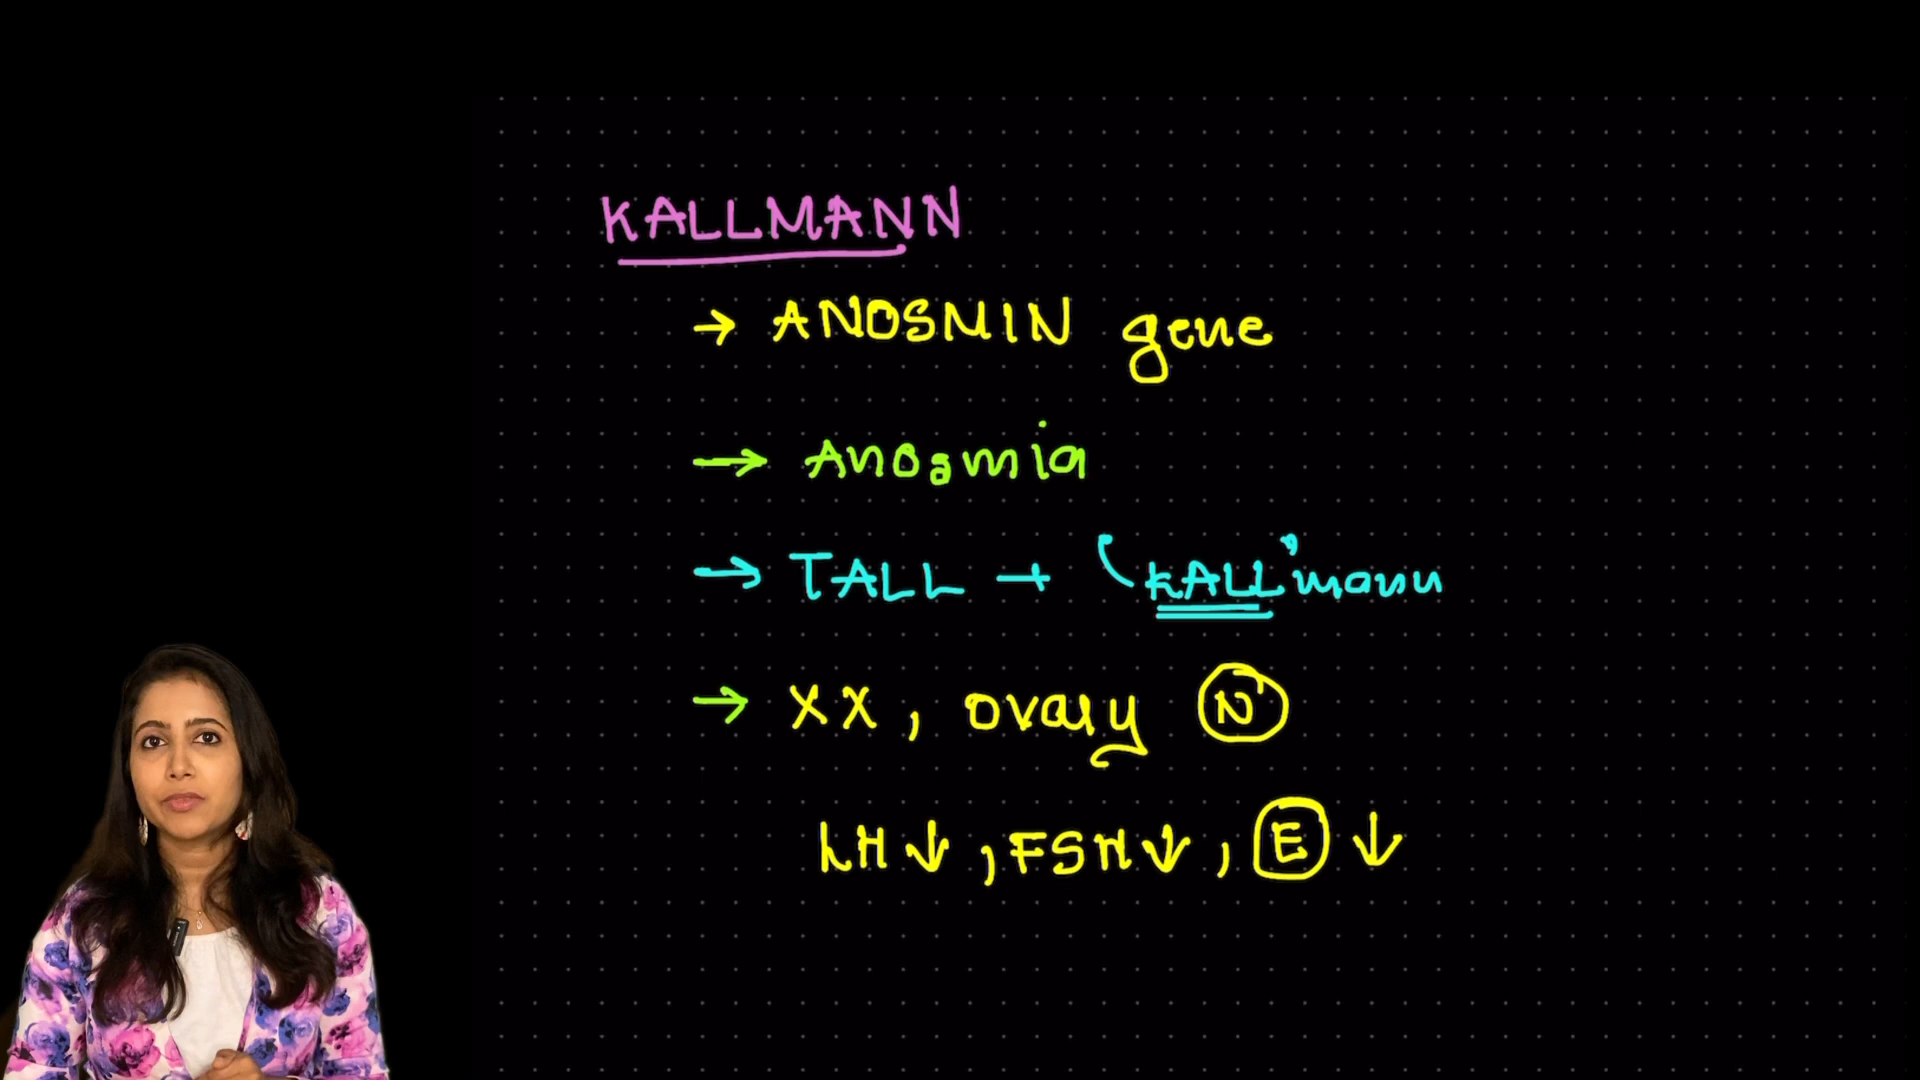 KALLMANN
→ ANOSMIN gene
→ Anosmia
→ TALL → "KALL"mann
→ XX, ovary N
LH↓, FSH↓, E↓